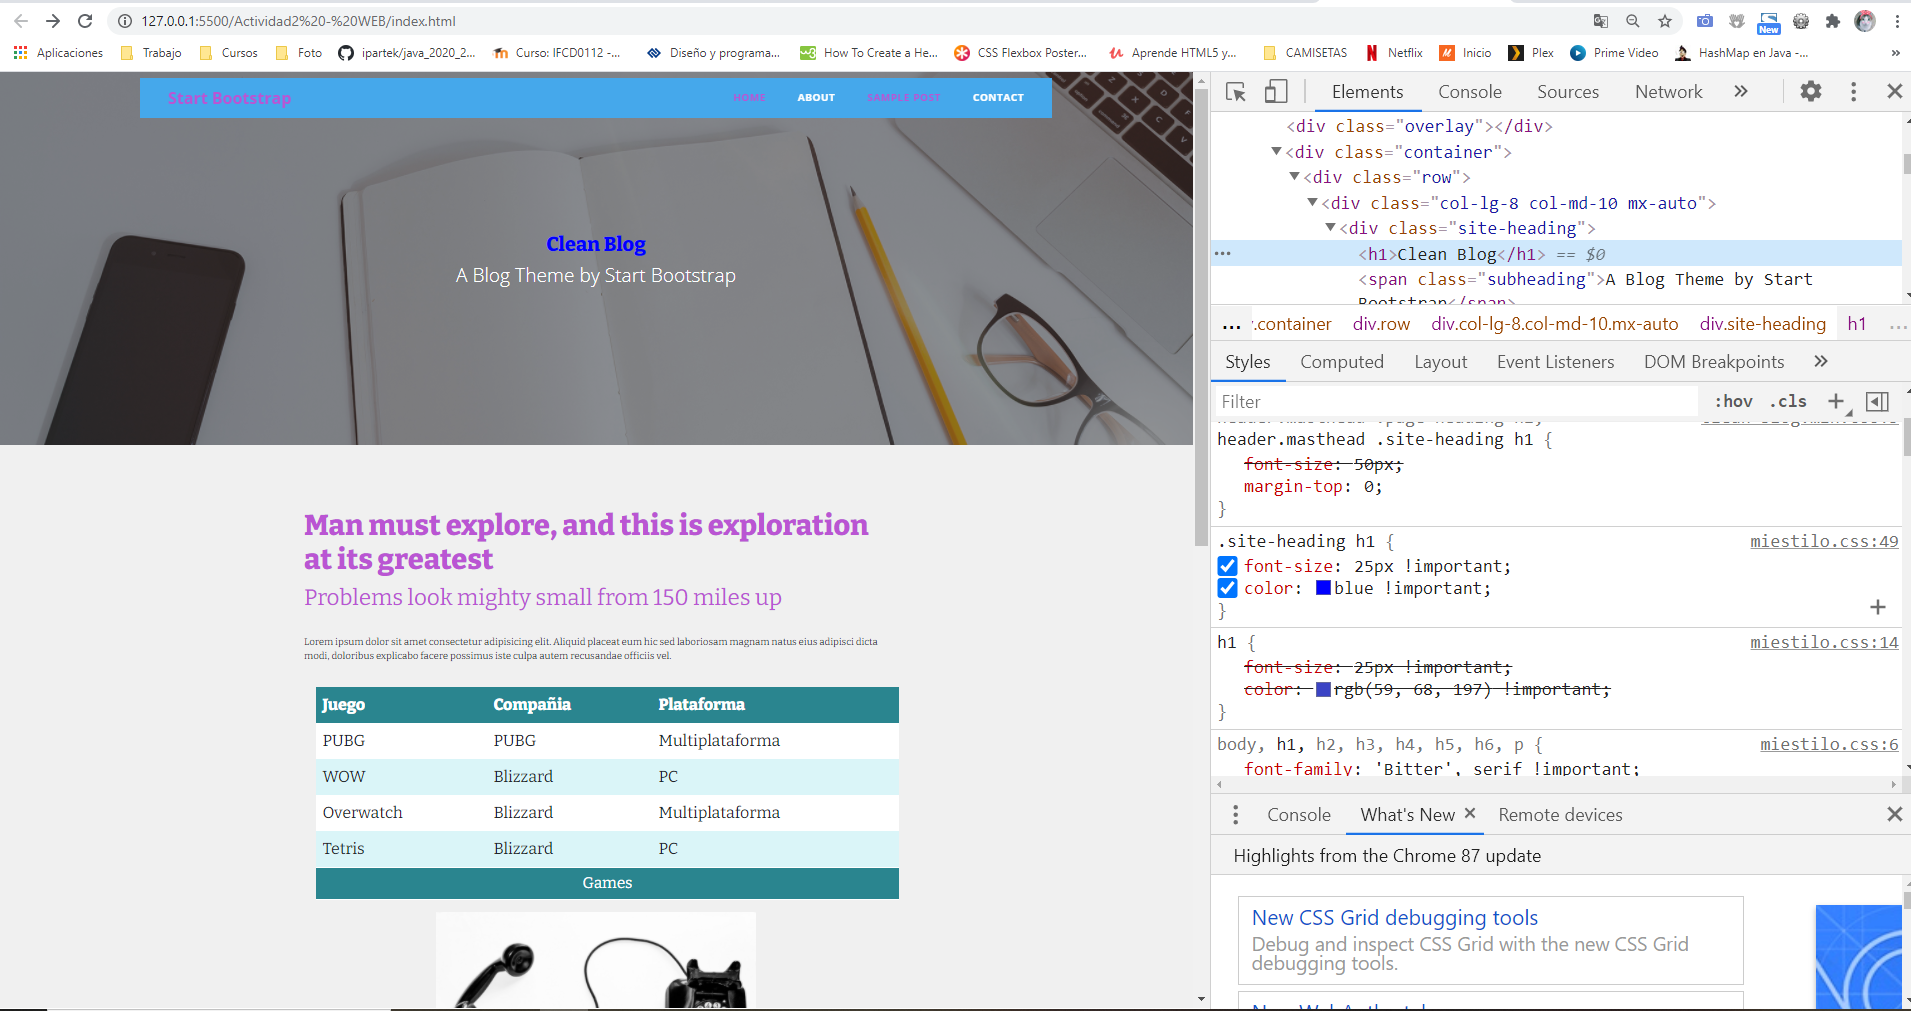 127.0.0.1:5500/Actividad2%20-%20WEB/index.html
New
Aplicaciones Trabajo Cursos Foto ipartek/java_2020_2... Curso: IFCD0112 -... Diseño y programa... How To Create a He... CSS Flexbox Poster... Aprende HTML5 y... CAMISETAS Netflix Inicio Plex Prime Video HashMap en Java -... »
Start Bootstrap HOME ABOUT SAMPLE POST CONTACT
Clean Blog
A Blog Theme by Start Bootstrap
Man must explore, and this is exploration
at its greatest
Problems look mighty small from 150 miles up
Lorem ipsum dolor sit amet consectetur adipisicing elit. Aliquid placeat eum hic sed laboriosam magnam natus eius adipisci dicta
modi, doloribus explicabo facere possimus iste culpa autem recusandae officiis vel.
Juego Compañia Plataforma
PUBG PUBG Multiplataforma
WOW Blizzard PC
Overwatch Blizzard Multiplataforma
Tetris Blizzard PC
Games
Elements Console Sources Network »
<div class="overlay"></div>
<div class="container">
<div class="row">
<div class="col-lg-8 col-md-10 mx-auto">
<div class="site-heading">
... <h1>Clean Blog</h1> == $0
<span class="subheading">A Blog Theme by Start
Bootstrap</span>
... .container div.row div.col-lg-8.col-md-10.mx-auto div.site-heading h1 ...
Styles Computed Layout Event Listeners DOM Breakpoints »
Filter :hov .cls +
header.masthead .site-heading h1 {
font-size: 50px;
margin-top: 0;
}
.site-heading h1 { miestilo.css:49
font-size: 25px !important;
color: blue !important;
}
h1 { miestilo.css:14
font-size: 25px !important;
color: rgb(59, 68, 197) !important;
}
body, h1, h2, h3, h4, h5, h6, p { miestilo.css:6
font-family: 'Bitter', serif !important;
Console What's New Remote devices
Highlights from the Chrome 87 update
New CSS Grid debugging tools
Debug and inspect CSS Grid with the new CSS Grid
debugging tools.